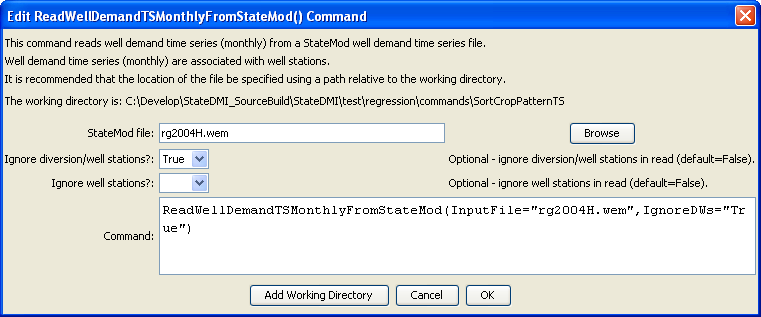 Edit ReadWellDemandTSMonthlyFromStateMod() Command
This command reads well demand time series (monthly) from a StateMod well demand time series file.
Well demand time series (monthly) are associated with well stations.
It is recommended that the location of the file be specified using a path relative to the working directory.
The working directory is: C:\Develop\StateDMI_SourceBuild\StateDMI\test\regression\commands\SortCropPatternTS
StateMod file: rg2004H.wem Browse
Ignore diversion/well stations?: True Optional - ignore diversion/well stations in read (default=False).
Ignore well stations?: Optional - ignore well stations in read (default=False).
ReadWellDemandTSMonthlyFromStateMod(InputFile="rg2004H.wem",IgnoreDWs="Tr
Command: ue")
Add Working Directory Cancel OK